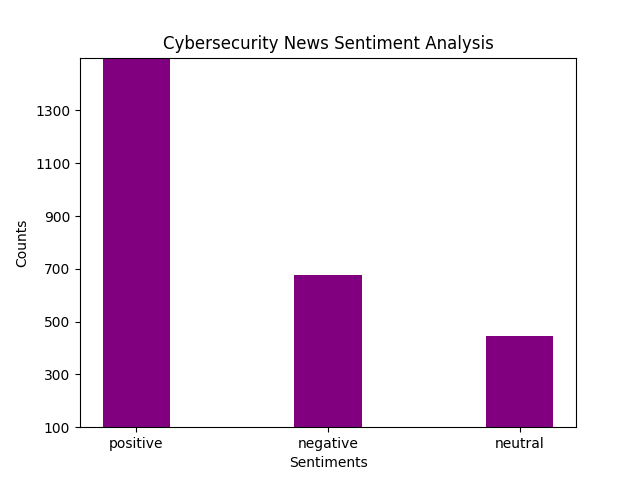 Cybersecurity News Sentiment Analysis
1300
1100
900
700
500
300
100
Counts
positive negative neutral
Sentiments